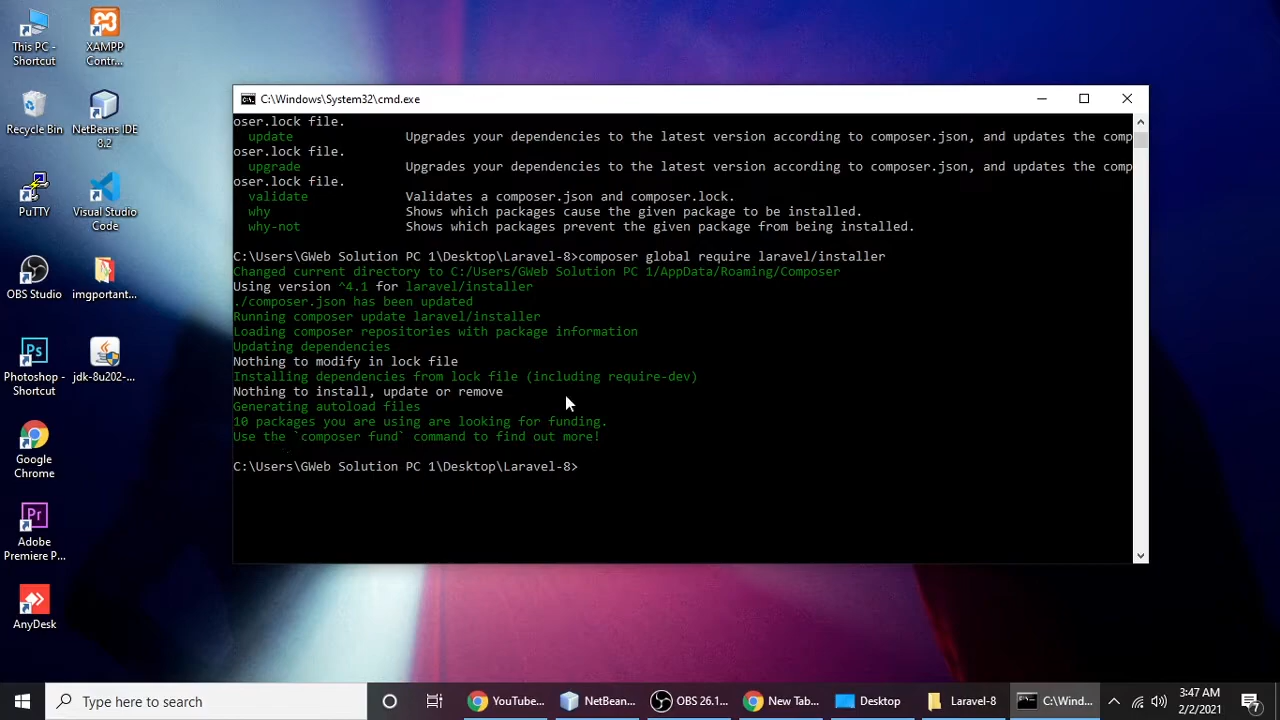 This PC -
Shortcut
XAMPP
Contr...
Recycle Bin
NetBeans IDE
8.2
PuTTY
Visual Studio
Code
OBS Studio
imgportant...
Photoshop -
Shortcut
jdk-8u202-...
Google
Chrome
Adobe
Premiere P...
AnyDesk
C:\Windows\System32\cmd.exe
oser.lock file.
update Upgrades your dependencies to the latest version according to composer.json, and updates the comp
oser.lock file.
upgrade Upgrades your dependencies to the latest version according to composer.json, and updates the comp
oser.lock file.
validate Validates a composer.json and composer.lock.
why Shows which packages cause the given package to be installed.
why-not Shows which packages prevent the given package from being installed.
C:\Users\GWeb Solution PC 1\Desktop\Laravel-8>composer global require laravel/installer
Changed current directory to C:/Users/GWeb Solution PC 1/AppData/Roaming/Composer
Using version ^4.1 for laravel/installer
./composer.json has been updated
Running composer update laravel/installer
Loading composer repositories with package information
Updating dependencies
Nothing to modify in lock file
Installing dependencies from lock file (including require-dev)
Nothing to install, update or remove
Generating autoload files
10 packages you are using are looking for funding.
Use the `composer fund` command to find out more!
C:\Users\GWeb Solution PC 1\Desktop\Laravel-8>
Type here to search
YouTube...
NetBean...
OBS 26.1...
New Tab...
Desktop
Laravel-8
C:\Wind...
3:47 AM
2/2/2021
7